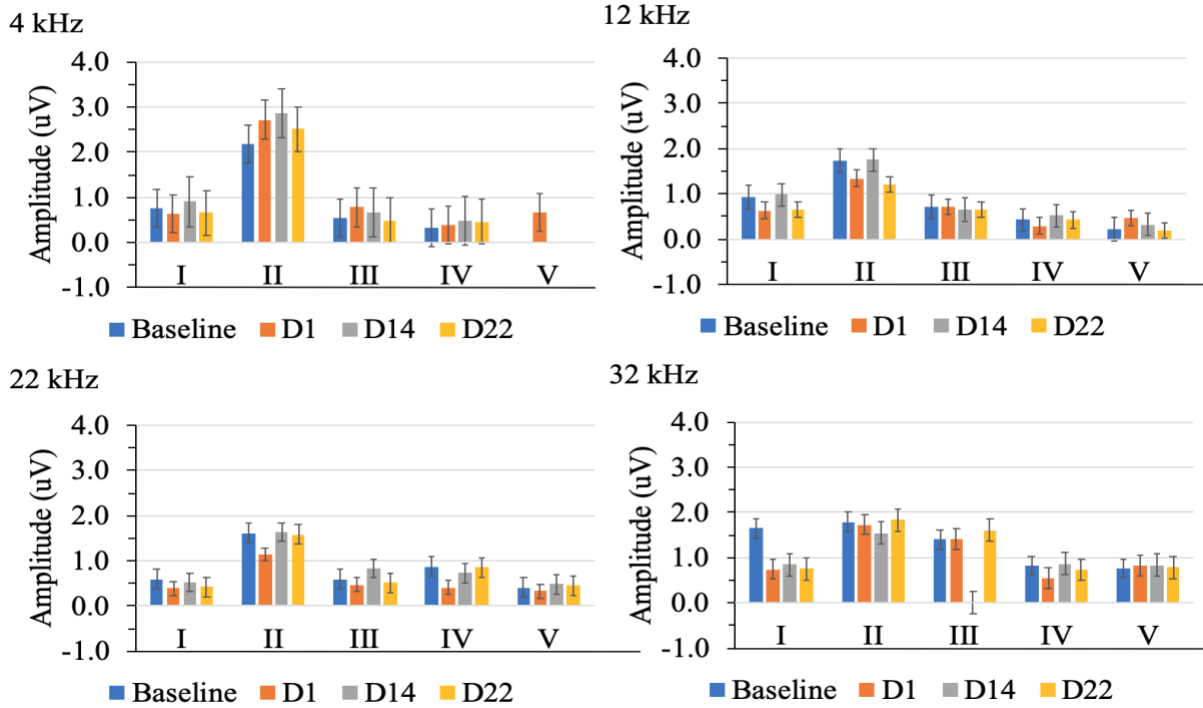 4 kHz
4.0
3.0
2.0
1.0
0.0
-1.0
Amplitude (uV)
I II III IV V
Baseline D1 D14 D22
12 kHz
4.0
3.0
2.0
1.0
0.0
-1.0
Amplitude (uV)
I II III IV V
Baseline D1 D14 D22
22 kHz
4.0
3.0
2.0
1.0
0.0
-1.0
Amplitude (uV)
I II III IV V
Baseline D1 D14 D22
32 kHz
4.0
3.0
2.0
1.0
0.0
-1.0
Amplitude (uV)
I II III IV V
Baseline D1 D14 D22